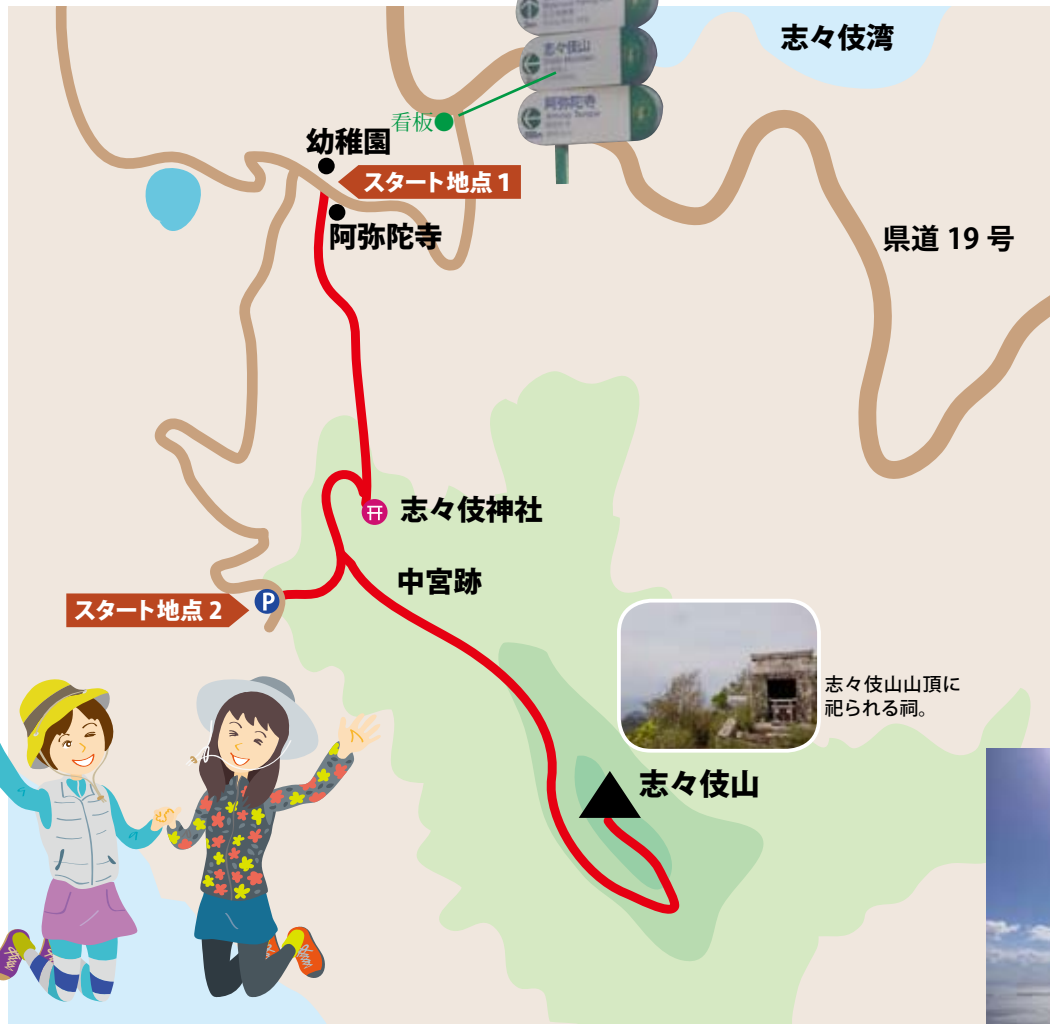 志々伎湾
志々伎山
阿弥陀寺
看板
幼稚園
スタート地点 1
阿弥陀寺
県道 19 号
志々伎神社
中宮跡
P
スタート地点 2
志々伎山山頂に
祀られる祠。
志々伎山